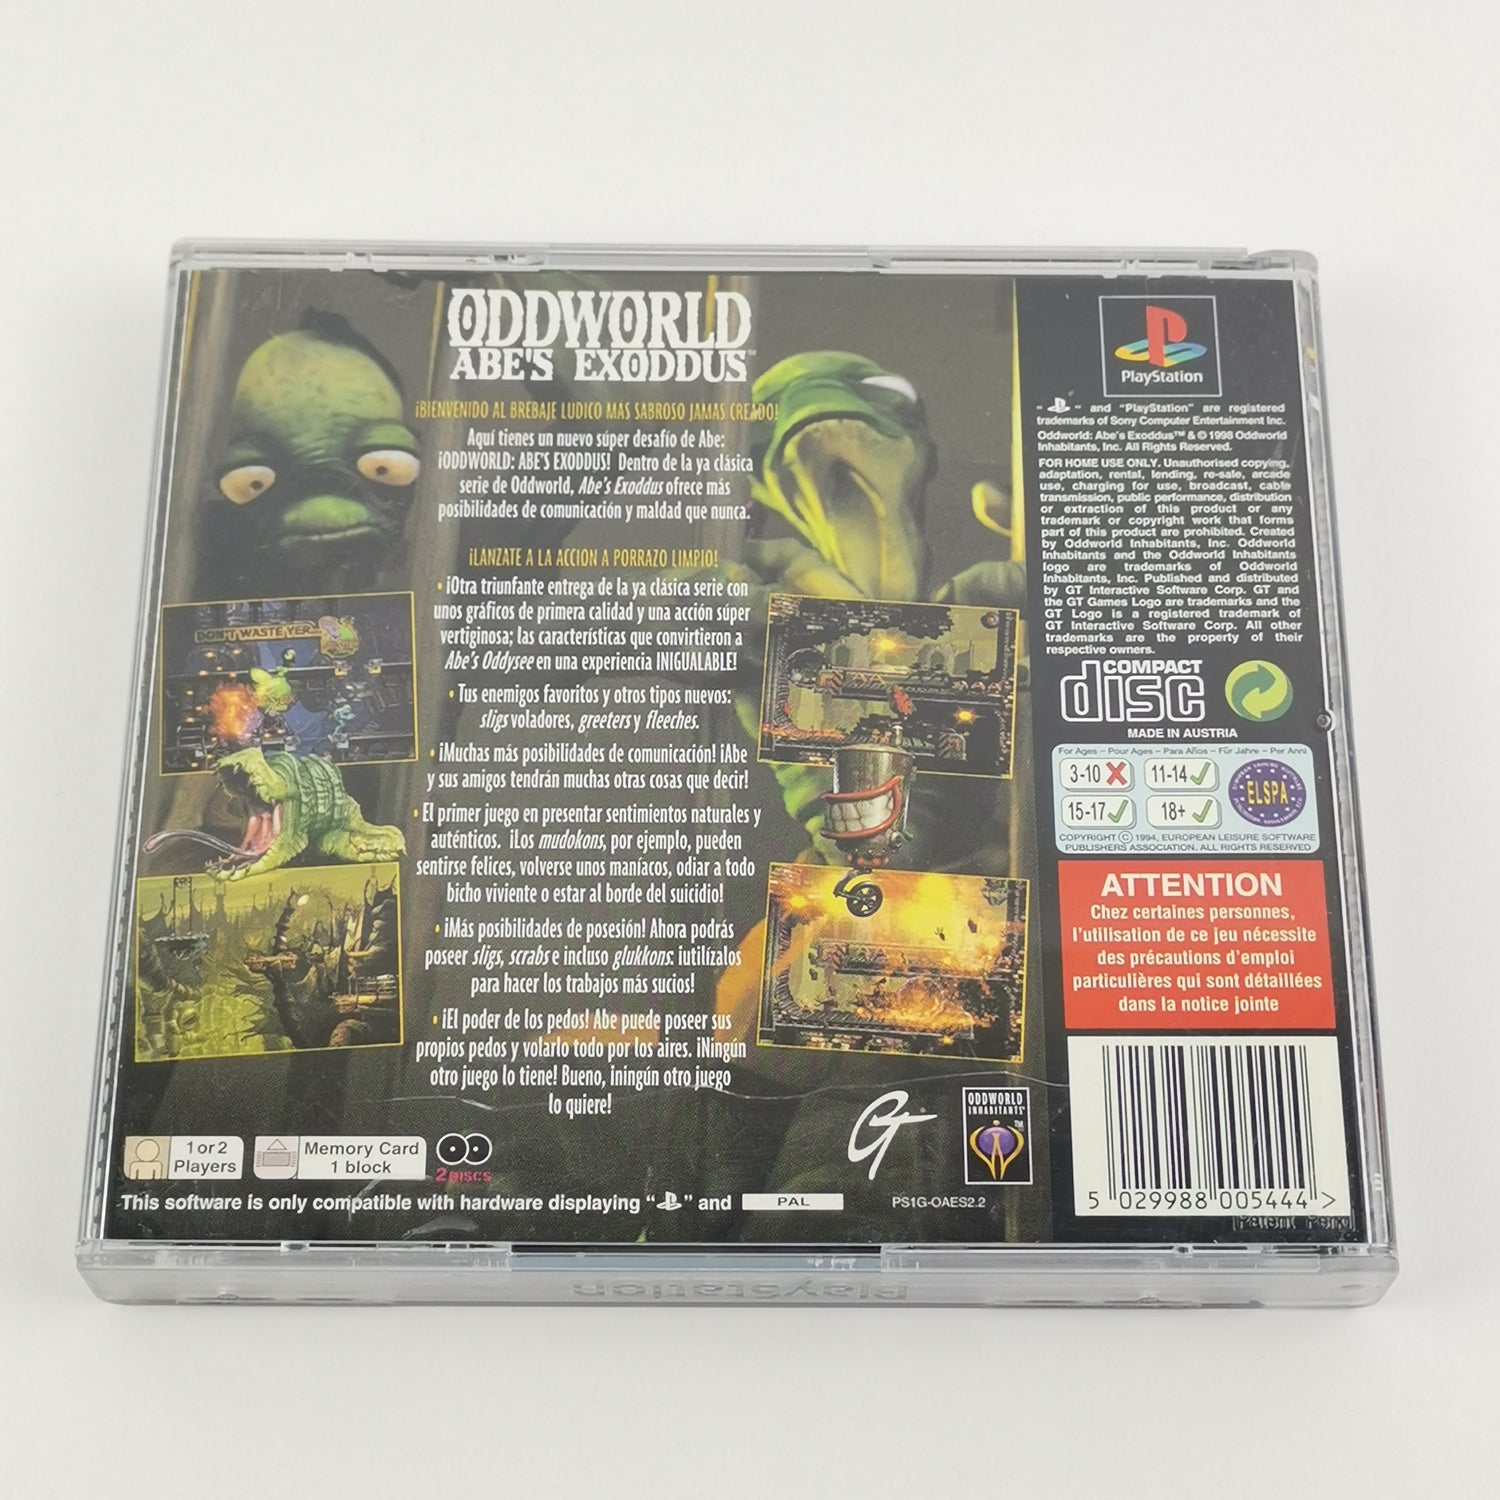 ODDWORLD
ABE'S EXODDUS™
¡BIENVENIDO AL BREBAJE LUDICO MÁS SABROSO JAMAS CREADO!
Aquí tienes un nuevo súper desafío de Abe:
¡ODDWORLD: ABE'S EXODDUS! Dentro de la ya clásica
serie de Oddworld, Abe's Exoddus ofrece más
posibilidades de comunicación y maldad que nunca.
¡LANZATE A LA ACCION A PORRAZO LIMPIO!
• ¡Otra triunfante entrega de la ya clásica serie con
unos gráficos de primera calidad y una acción súper
vertiginosa; las características que convirtieron a
Abe's Oddysee en una experiencia INIGUALABLE!
• Tus enemigos favoritos y otros tipos nuevos:
sligs voladores, greeters y fleeches.
• ¡Muchas más posibilidades de comunicación! ¡Abe
y sus amigos tendrán muchas otras cosas que decir!
• El primer juego en presentar sentimientos naturales y
auténticos. ¡Los mudokons, por ejemplo, pueden
sentirse felices, volverse unos maníacos, odiar a todo
bicho viviente o estar al borde del suicidio!
• ¡Más posibilidades de posesión! Ahora podrás
poseer sligs, scrabs e incluso glukkons: ¡utilízalos
para hacer los trabajos más sucios!
• ¡El poder de los pedos! Abe puede poseer sus
propios pedos y volarlo todo por los aires. ¡Ningún
otro juego lo tiene! Bueno, ¡ningún otro juego
lo quiere!
DON'T WASTE YER...
1 or 2
Players
Memory Card
1 block
2 DISCS
GT
ODDWORLD
INHABITANTS
™
This software is only compatible with hardware displaying " " and PAL
PS1G-OAES2.2
PlayStation
" " and "PlayStation" are registered
trademarks of Sony Computer Entertainment Inc.
Oddworld: Abe's Exoddus™ & © 1998 Oddworld
Inhabitants, Inc. All Rights Reserved.
FOR HOME USE ONLY. Unauthorised copying,
adaptation, rental, lending, re-sale, arcade
use, charging for use, broadcast, cable
transmission, public performance, distribution
or extraction of this product or any
trademark or copyright work that forms
part of this product are prohibited. Created
by Oddworld Inhabitants, Inc. Oddworld
Inhabitants and the Oddworld Inhabitants
logo are trademarks of Oddworld
Inhabitants, Inc. Published and distributed
by GT Interactive Software Corp. GT and
the GT Games Logo are trademarks and the
GT Logo is a registered trademark of
GT Interactive Software Corp. All other
trademarks are the property of their
respective owners.
COMPACT
disc
MADE IN AUSTRIA
For Ages – Pour Ages – Para Años – Für Jahre – Per Anni
3-10 11-14
15-17 18+
ELSPA
COPYRIGHT © 1994, EUROPEAN LEISURE SOFTWARE
PUBLISHERS ASSOCIATION. ALL RIGHTS RESERVED
ATTENTION
Chez certaines personnes,
l'utilisation de ce jeu nécessite
des précautions d'emploi
particulières qui sont détaillées
dans la notice jointe
5 029988 005444 >
Patent Pend
PlayStation